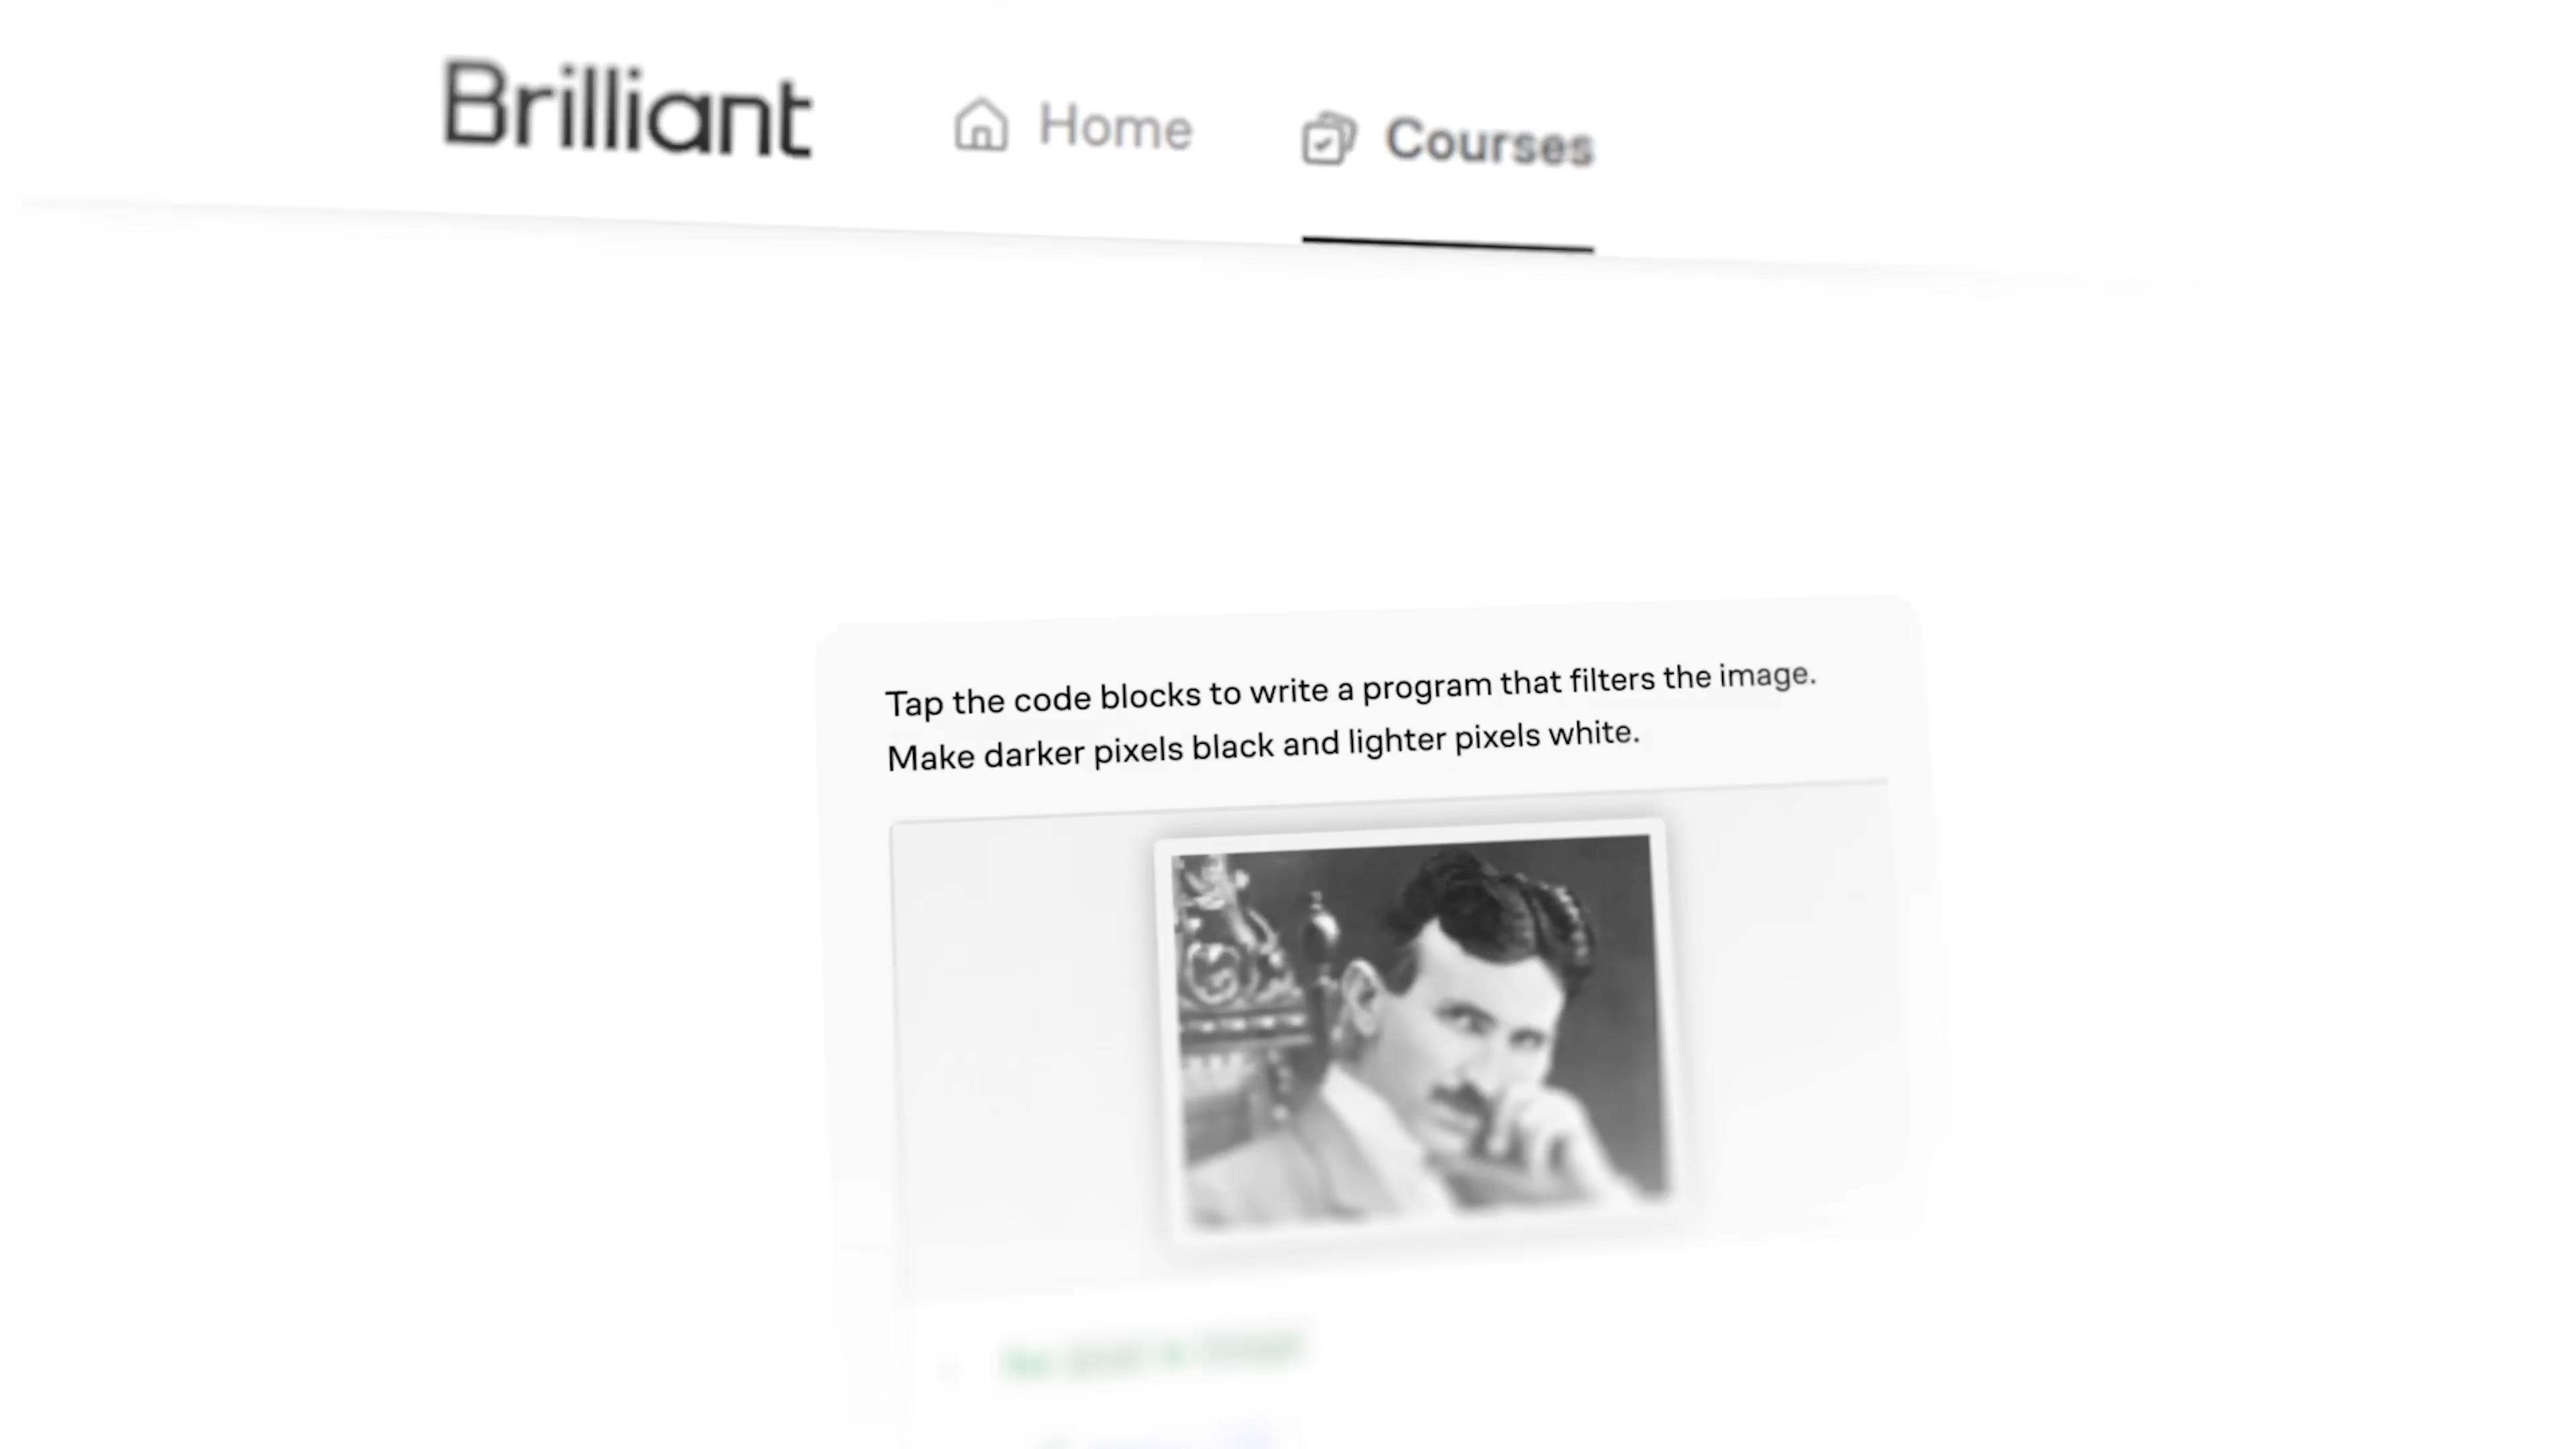 Brilliant
Home
Courses
Tap the code blocks to write a program that filters the image.
Make darker pixels black and lighter pixels white.